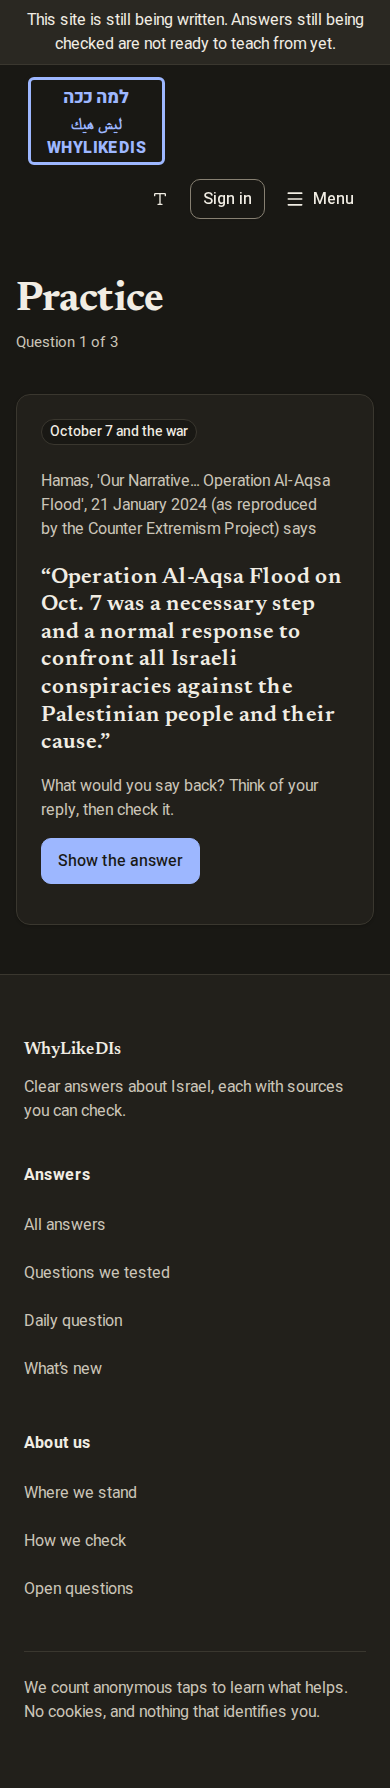 This site is still being written. Answers still being
checked are not ready to teach from yet.
למה ככה
ليش هيك
WHYLIKEDIS
T
Sign in
Menu
Practice
Question 1 of 3
October 7 and the war
Hamas, 'Our Narrative... Operation Al-Aqsa
Flood', 21 January 2024 (as reproduced
by the Counter Extremism Project) says
“Operation Al-Aqsa Flood on
Oct. 7 was a necessary step
and a normal response to
confront all Israeli
conspiracies against the
Palestinian people and their
cause.”
What would you say back? Think of your
reply, then check it.
Show the answer
WhyLikeDIs
Clear answers about Israel, each with sources
you can check.
Answers
All answers
Questions we tested
Daily question
What’s new
About us
Where we stand
How we check
Open questions
We count anonymous taps to learn what helps.
No cookies, and nothing that identifies you.